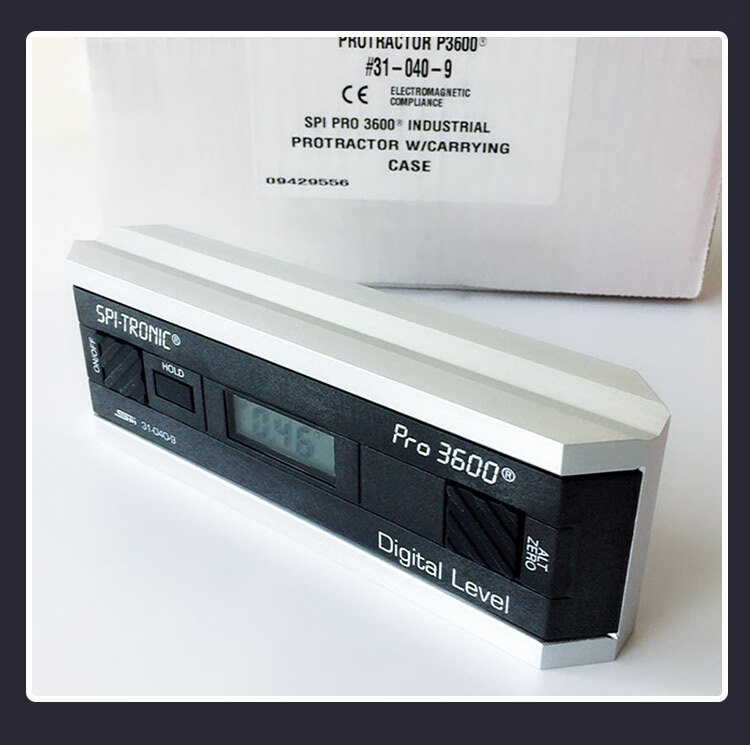 PROTRACTOR P3600®
#31-040-9
CE ELECTROMAGNETIC
COMPLIANCE
SPI PRO 3600® INDUSTRIAL
PROTRACTOR W/CARRYING
CASE
09429556
SPI-TRONIC®
ON/OFF
HOLD
SPI 31-040-9
0.46°
Pro 3600®
ALT
ZERO
Digital Level